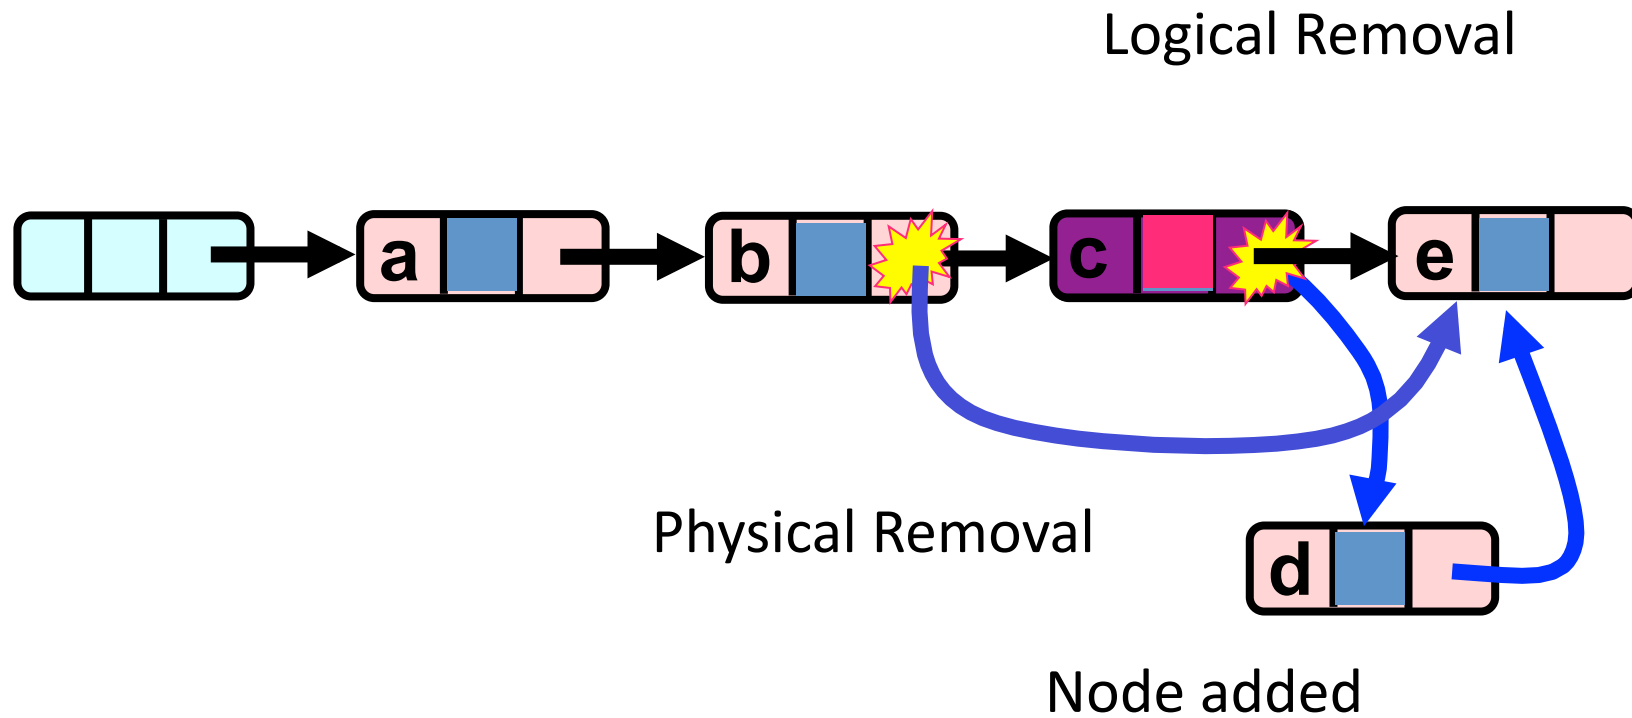 Logical Removal
a b c e
Physical Removal
d
Node added